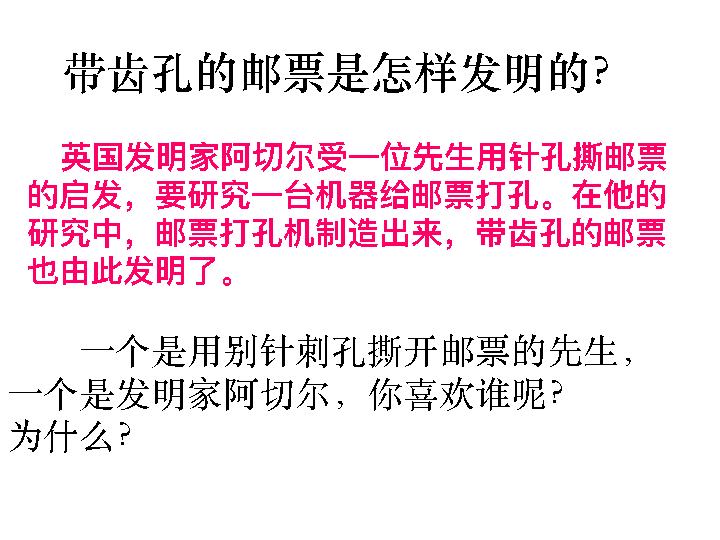 带齿孔的邮票是怎样发明的?
英国发明家阿切尔受一位先生用针孔撕邮票
的启发，要研究一台机器给邮票打孔。在他的
研究中，邮票打孔机制造出来，带齿孔的邮票
也由此发明了。
一个是用别针刺孔撕开邮票的先生，
一个是发明家阿切尔，你喜欢谁呢?
为什么?